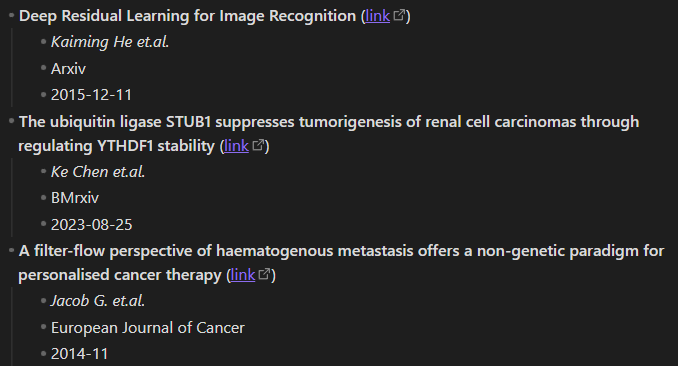 Deep Residual Learning for Image Recognition (link)
Kaiming He et.al.
Arxiv
2015-12-11
The ubiquitin ligase STUB1 suppresses tumorigenesis of renal cell carcinomas through
regulating YTHDF1 stability (link)
Ke Chen et.al.
BMrxiv
2023-08-25
A filter-flow perspective of haematogenous metastasis offers a non-genetic paradigm for
personalised cancer therapy (link)
Jacob G. et.al.
European Journal of Cancer
2014-11